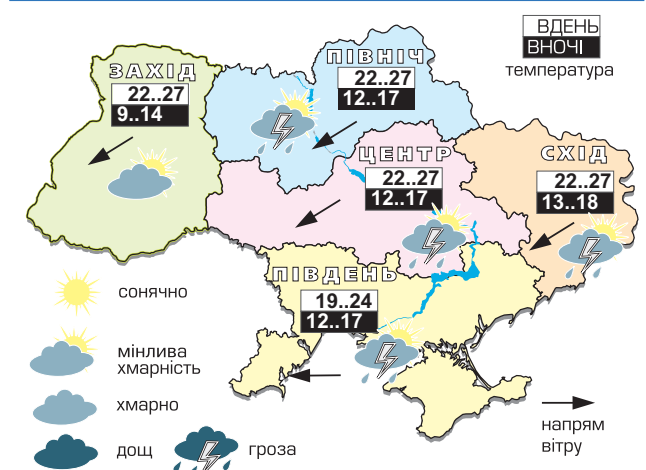 ВДЕНЬ
ВНОЧІ
температура
ЗАХІД
22..27
9..14
ПІВНІЧ
22..27
12..17
ЦЕНТР
22..27
12..17
СХІД
22..27
13..18
ПІВДЕНЬ
19..24
12..17
сонячно
мінлива
хмарність
хмарно
дощ
гроза
напрям
вітру